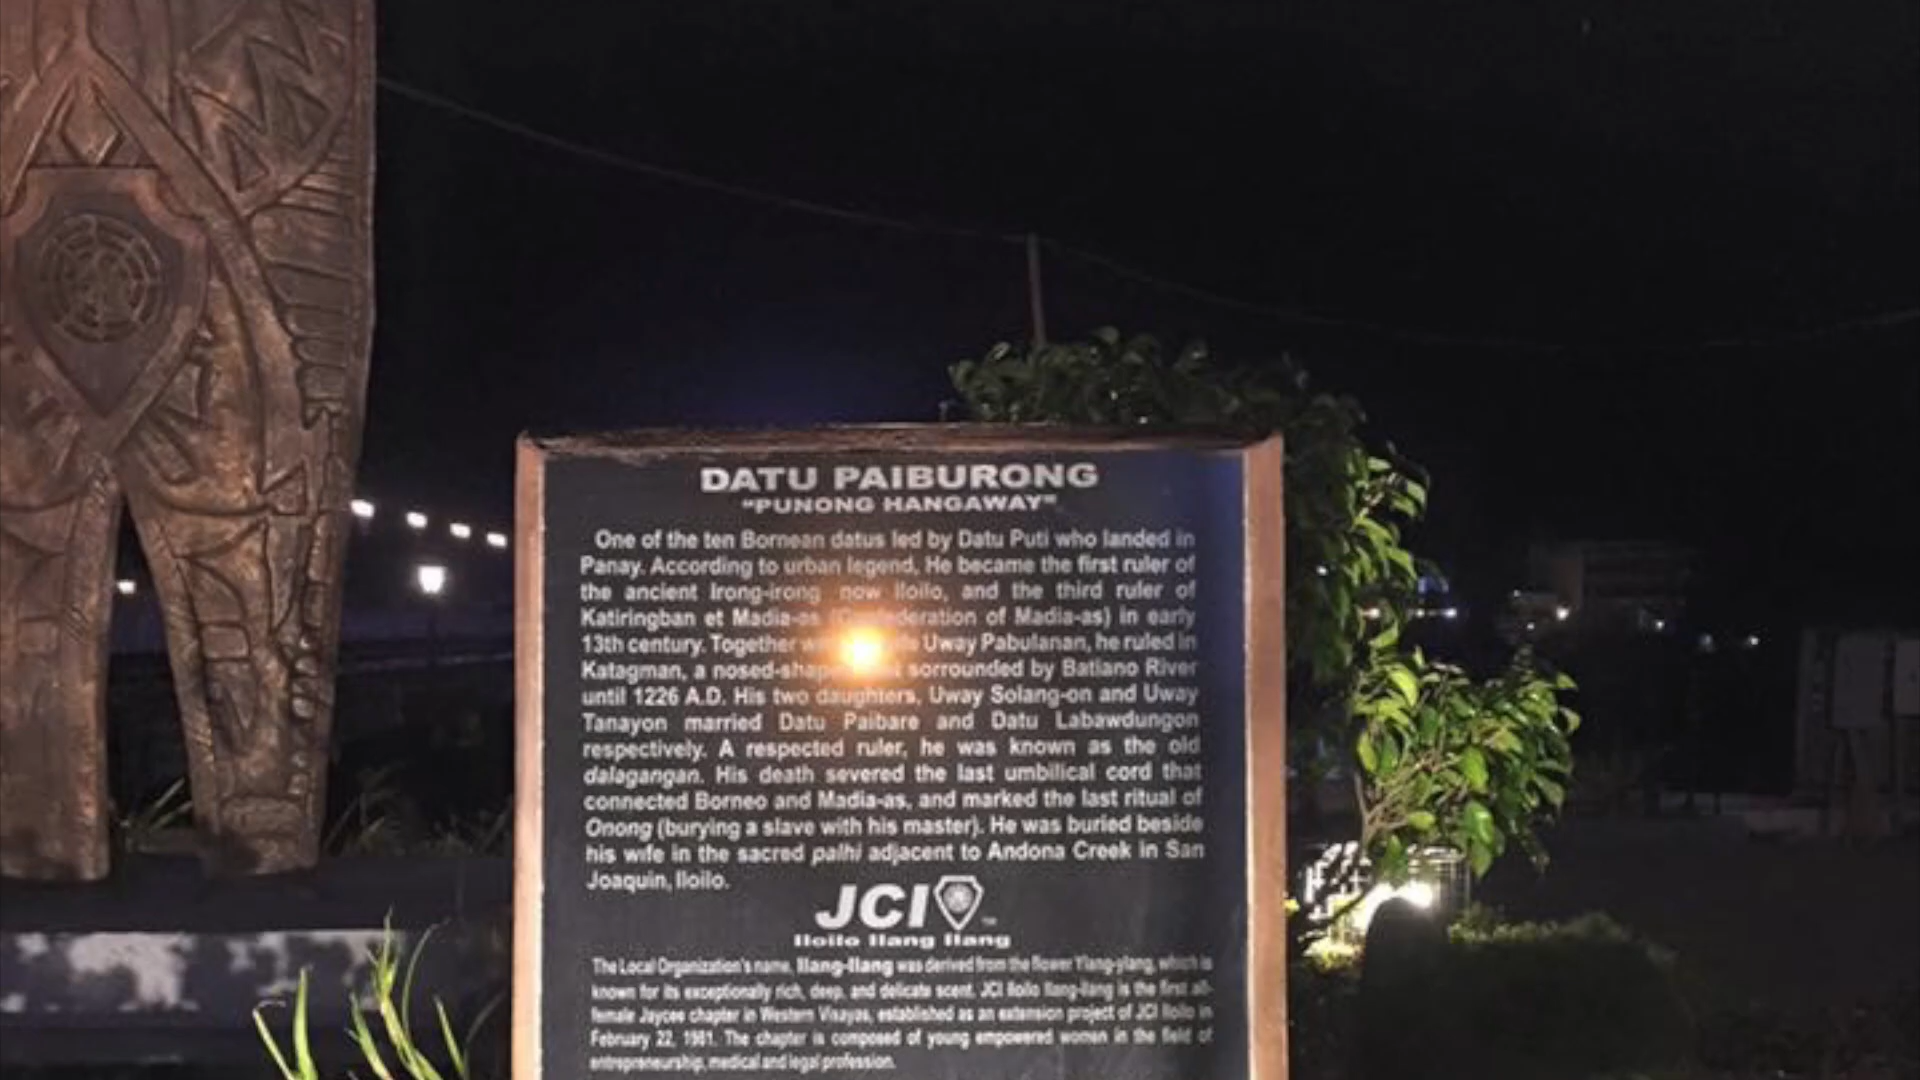 DATU PAIBURONG
"PUNONG HANGAWAY"
One of the ten Bornean datus led by Datu Puti who landed in
Panay. According to urban legend, He became the first ruler of
the ancient Irong-irong now Iloilo, and the third ruler of
Katiringban et Madia-as (Confederation of Madia-as) in early
13th century. Together Uway Pabulanan, he ruled in
Katagman, a nosed-shape sorrounded by Batiano River
until 1226 A.D. His two daughters, Uway Solang-on and Uway
Tanayon married Datu Paibare and Datu Labawdungon
respectively. A respected ruler, he was known as the old
dalagangan. His death severed the last umbilical cord that
connected Borneo and Madia-as, and marked the last ritual of
Onong (burying a slave with his master). He was buried beside
his wife in the sacred palhi adjacent to Andona Creek in San
Joaquin, Iloilo.
JCI
Iloilo Ilang Ilang
The Local Organization's name, Ilang-Ilang was derived from the flower Ylang-ylang, which is
known for its exceptionally rich, deep, and delicate scent. JCI Iloilo Ilang-Ilang is the first all-
female Jaycee chapter in Western Visayas, established as an extension project of JCI Iloilo in
February 22, 1981. The chapter is composed of young empowered women in the field of
entrepreneurship, medical and legal profession.